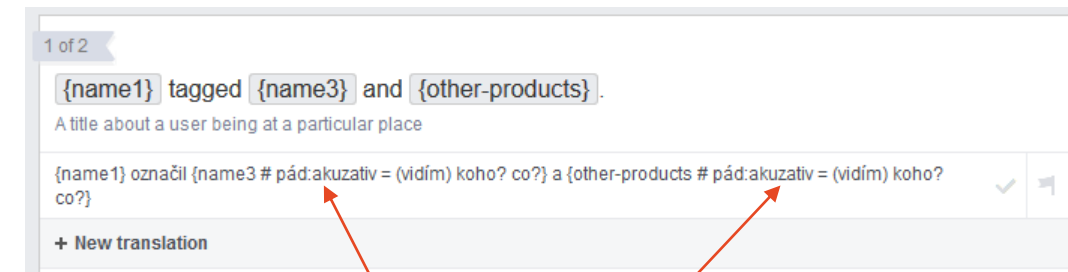 1 of 2
{name1} tagged {name3} and {other-products}.
A title about a user being at a particular place
{name1} označil {name3 # pád:akuzativ = (vidím) koho? co?} a {other-products # pád:akuzativ = (vidím) koho?
co?}
+ New translation